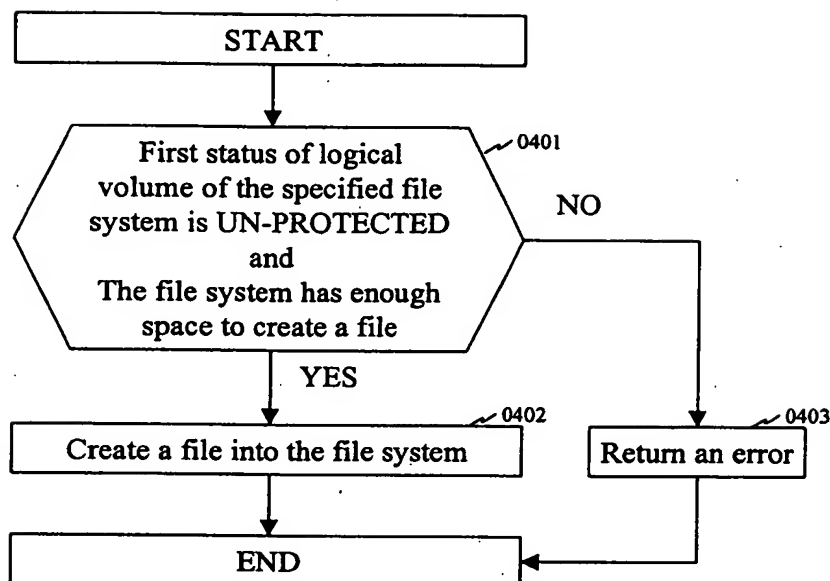 START
0401
First status of logical
volume of the specified file
system is UN-PROTECTED
and
The file system has enough
space to create a file
NO
YES
0402
Create a file into the file system
0403
Return an error
END